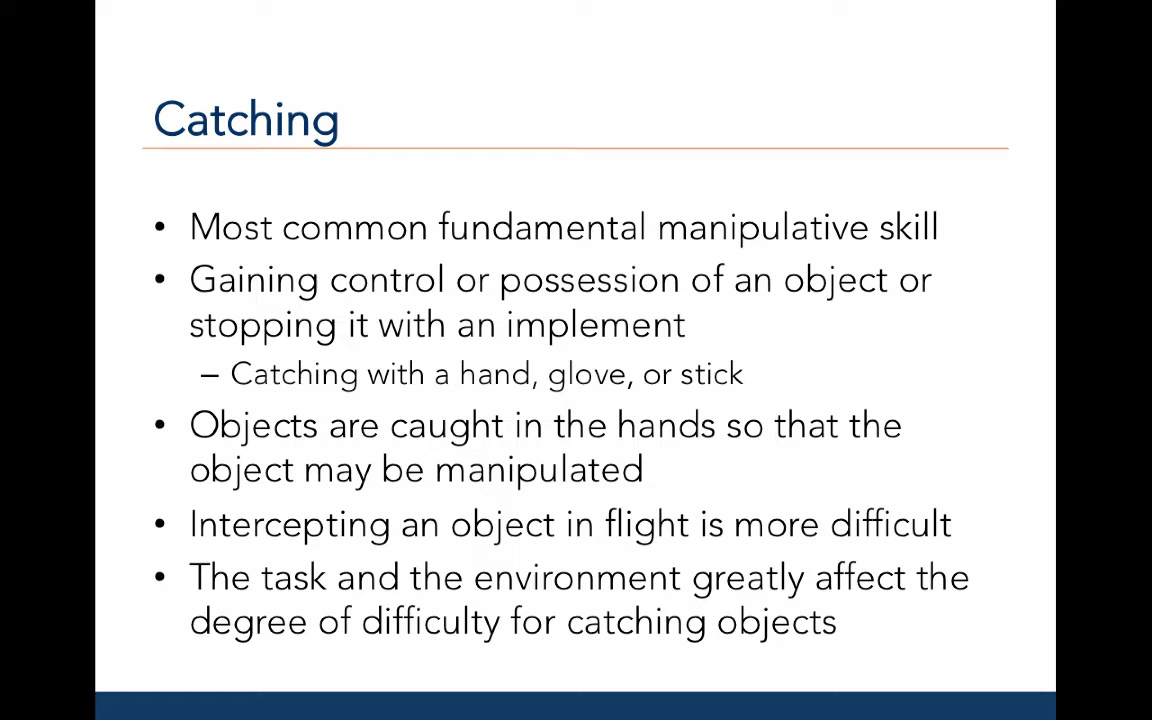 Catching
• Most common fundamental manipulative skill
• Gaining control or possession of an object or
stopping it with an implement
– Catching with a hand, glove, or stick
• Objects are caught in the hands so that the
object may be manipulated
• Intercepting an object in flight is more difficult
• The task and the environment greatly affect the
degree of difficulty for catching objects